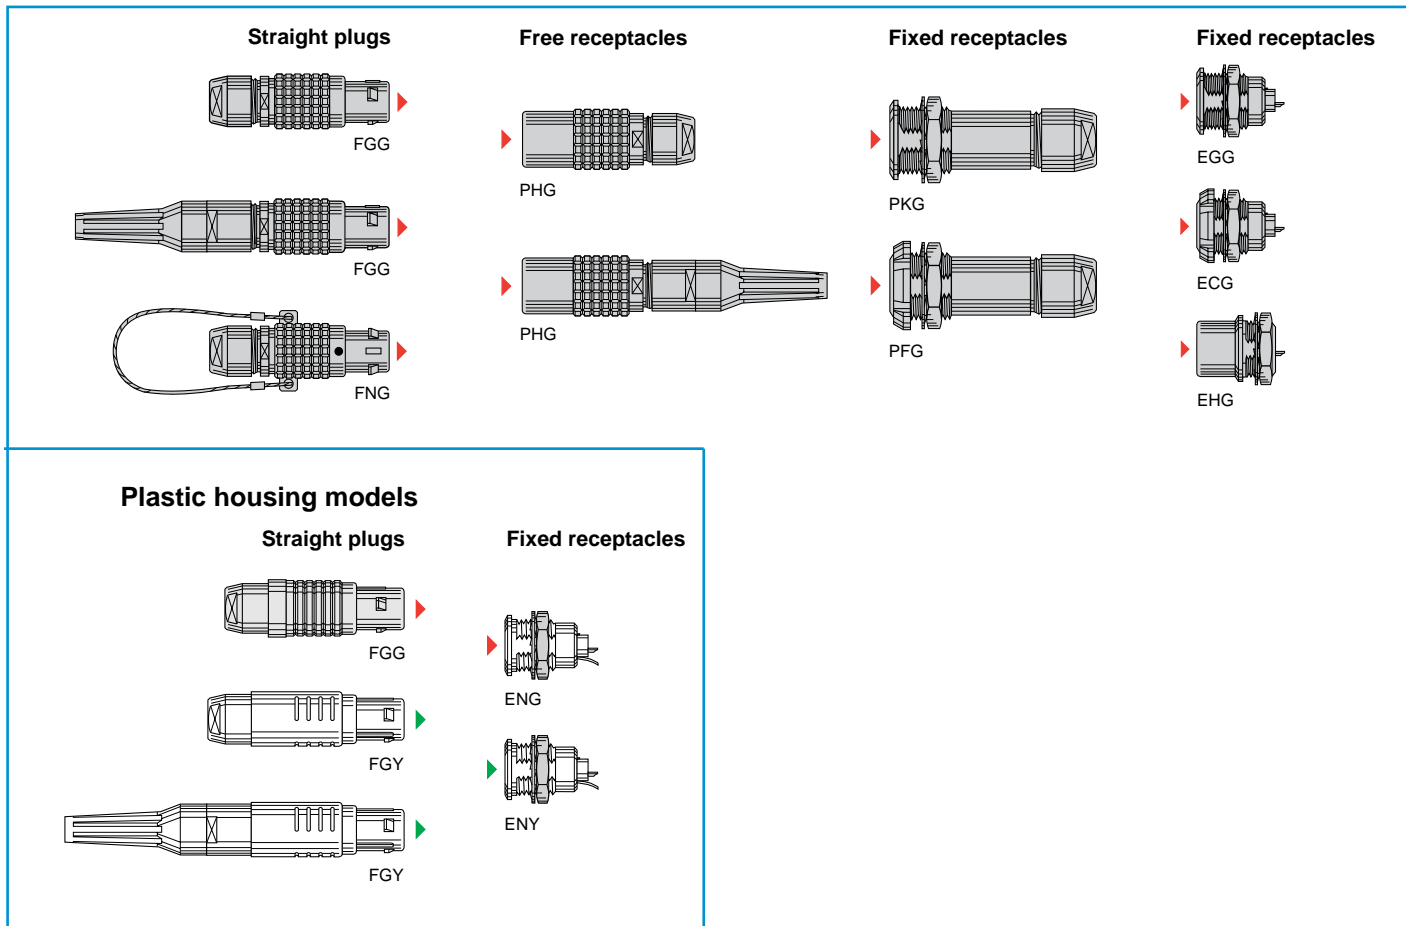 Straight plugs
Free receptacles
Fixed receptacles
Fixed receptacles
FGG
PHG
PKG
EGG
FGG
PHG
PFG
ECG
FNG
EHG
Plastic housing models
Straight plugs
Fixed receptacles
FGG
ENG
FGY
ENY
FGY